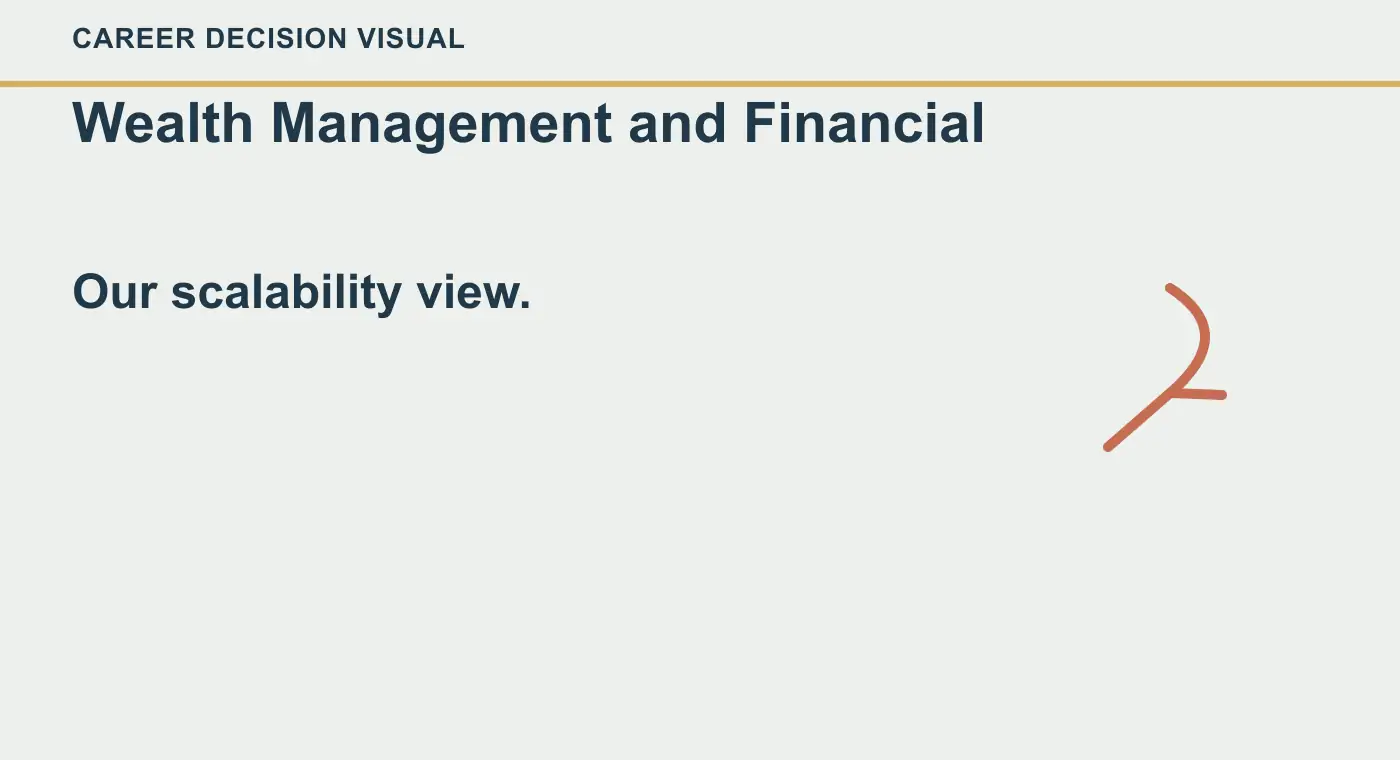 CAREER DECISION VISUAL
Wealth Management and Financial
Our scalability view.